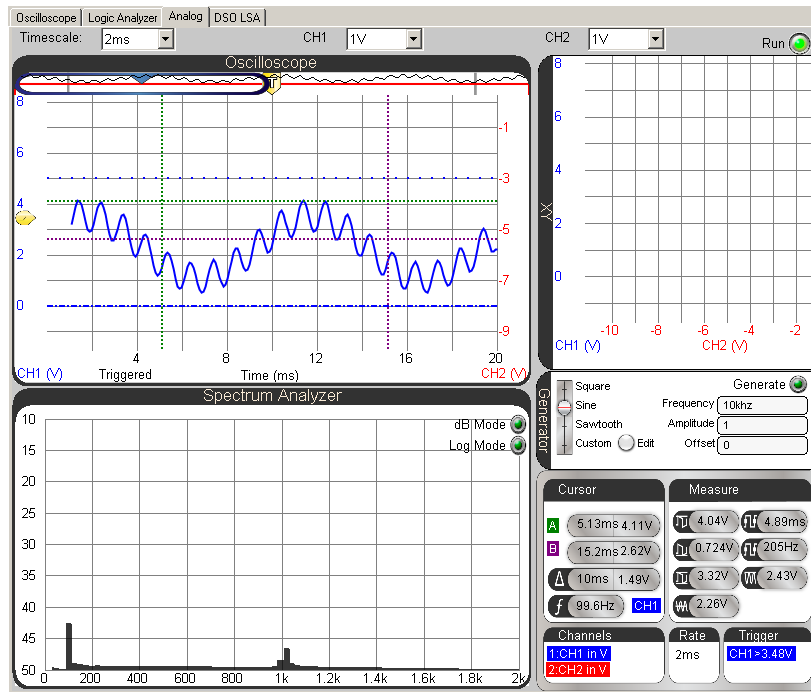 Oscilloscope Logic Analyzer Analog DSO LSA
Timescale: 2ms CH1 1V CH2 1V Run
Oscilloscope
T
8
6
4
2
0
-1
-3
-5
-7
-9
4 8 12 16 20
CH1 (V) Triggered Time (ms) CH2 (V)
XY
8
6
4
2
0
-10 -8 -6 -4 -2
CH1 (V) CH2 (V)
Spectrum Analyzer
dB Mode
Log Mode
10
15
20
25
30
35
40
45
50
0 200 400 600 800 1k 1.2k 1.4k 1.6k 1.8k 2k
Generator
Square
Sine
Sawtooth
Custom Edit
Generate
Frequency 10khz
Amplitude 1
Offset 0
Cursor
A 5.13ms 4.11V
B 15.2ms 2.62V
Δ 10ms 1.49V
f 99.6Hz CH1
Measure
4.04V 4.89ms
0.724V 205Hz
3.32V 2.43V
2.26V
Channels
1:CH1 in V
2:CH2 in V
Rate
2ms
Trigger
CH1>3.48V